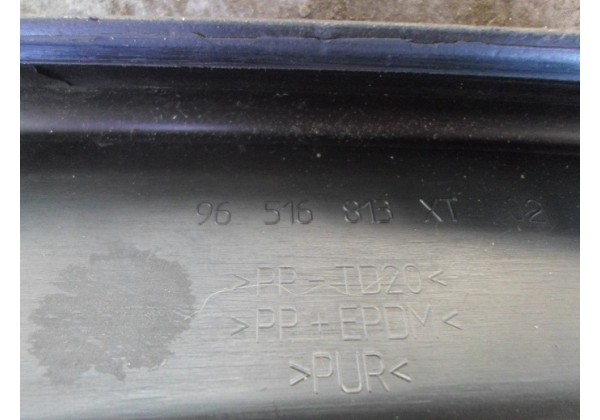 96 516 813 XT 02
>PP-TD20<
>PP+EPDM<
>PUR<